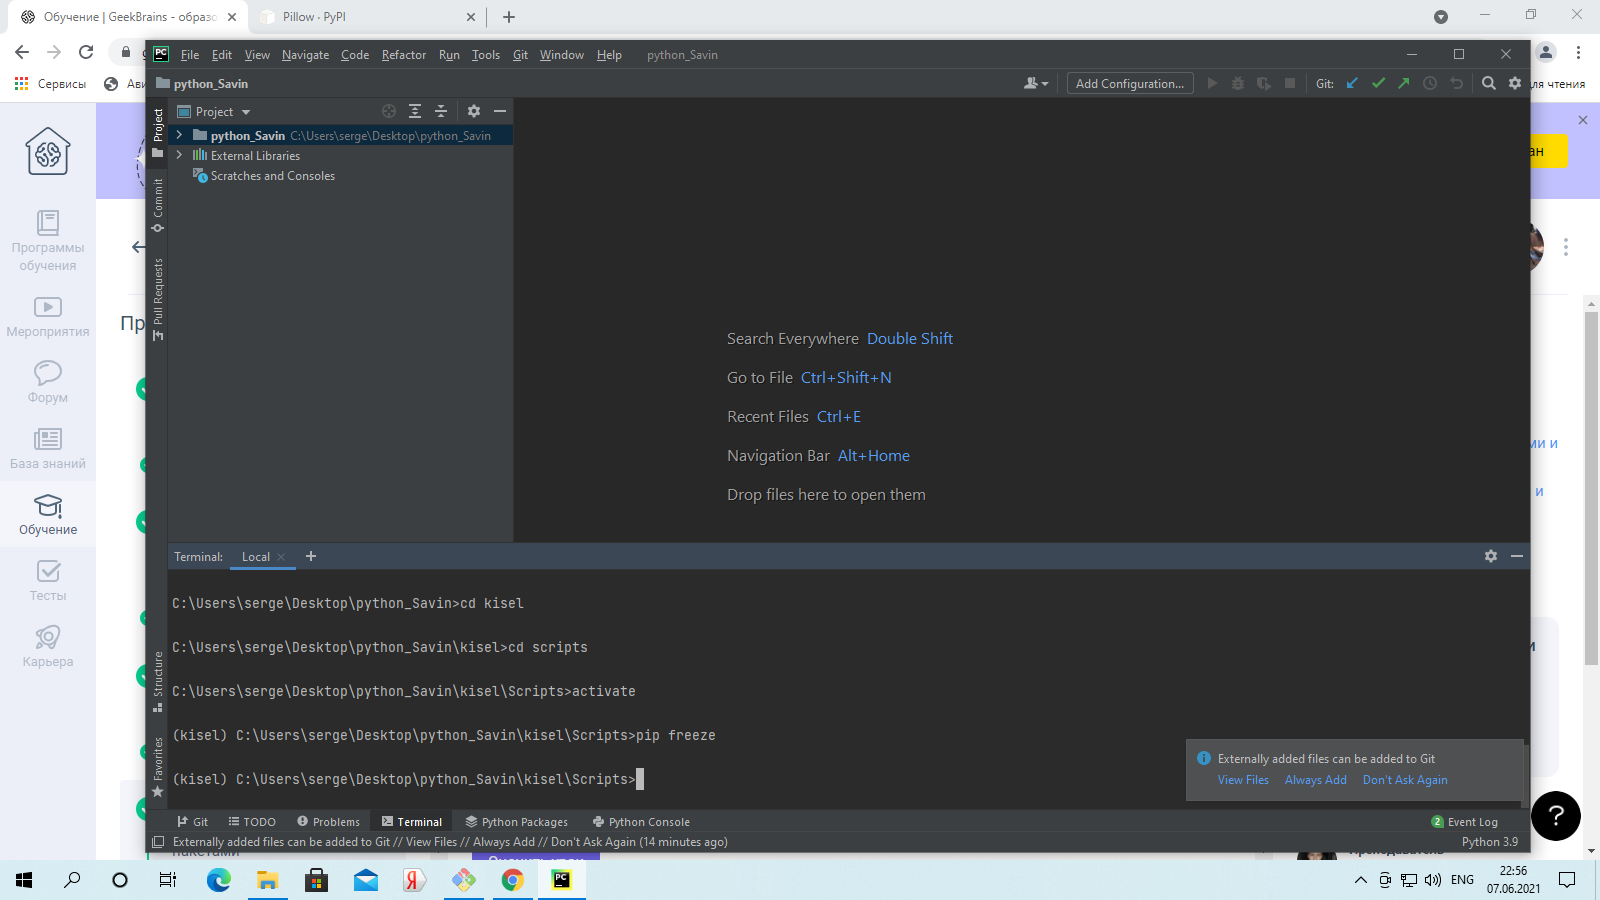 Обучение | GeekBrains - образо
Pillow · PyPI
Сервисы
для чтения
PC File Edit View Navigate Code Refactor Run Tools Git Window Help python_Savin
python_Savin
Add Configuration...
Git:
Project
python_Savin C:\Users\serge\Desktop\python_Savin
External Libraries
Scratches and Consoles
Project
Commit
Pull Requests
Structure
Favorites
Программы
обучения
Мероприятия
Форум
База знаний
Обучение
Тесты
Карьера
Search Everywhere Double Shift
Go to File Ctrl+Shift+N
Recent Files Ctrl+E
Navigation Bar Alt+Home
Drop files here to open them
Terminal: Local
C:\Users\serge\Desktop\python_Savin>cd kisel
C:\Users\serge\Desktop\python_Savin\kisel>cd scripts
C:\Users\serge\Desktop\python_Savin\kisel\Scripts>activate
(kisel) C:\Users\serge\Desktop\python_Savin\kisel\Scripts>pip freeze
(kisel) C:\Users\serge\Desktop\python_Savin\kisel\Scripts>
Externally added files can be added to Git
View Files Always Add Don't Ask Again
Git TODO Problems Terminal Python Packages Python Console
2 Event Log
Externally added files can be added to Git // View Files // Always Add // Don't Ask Again (14 minutes ago)
Python 3.9
?
ENG
22:56
07.06.2021